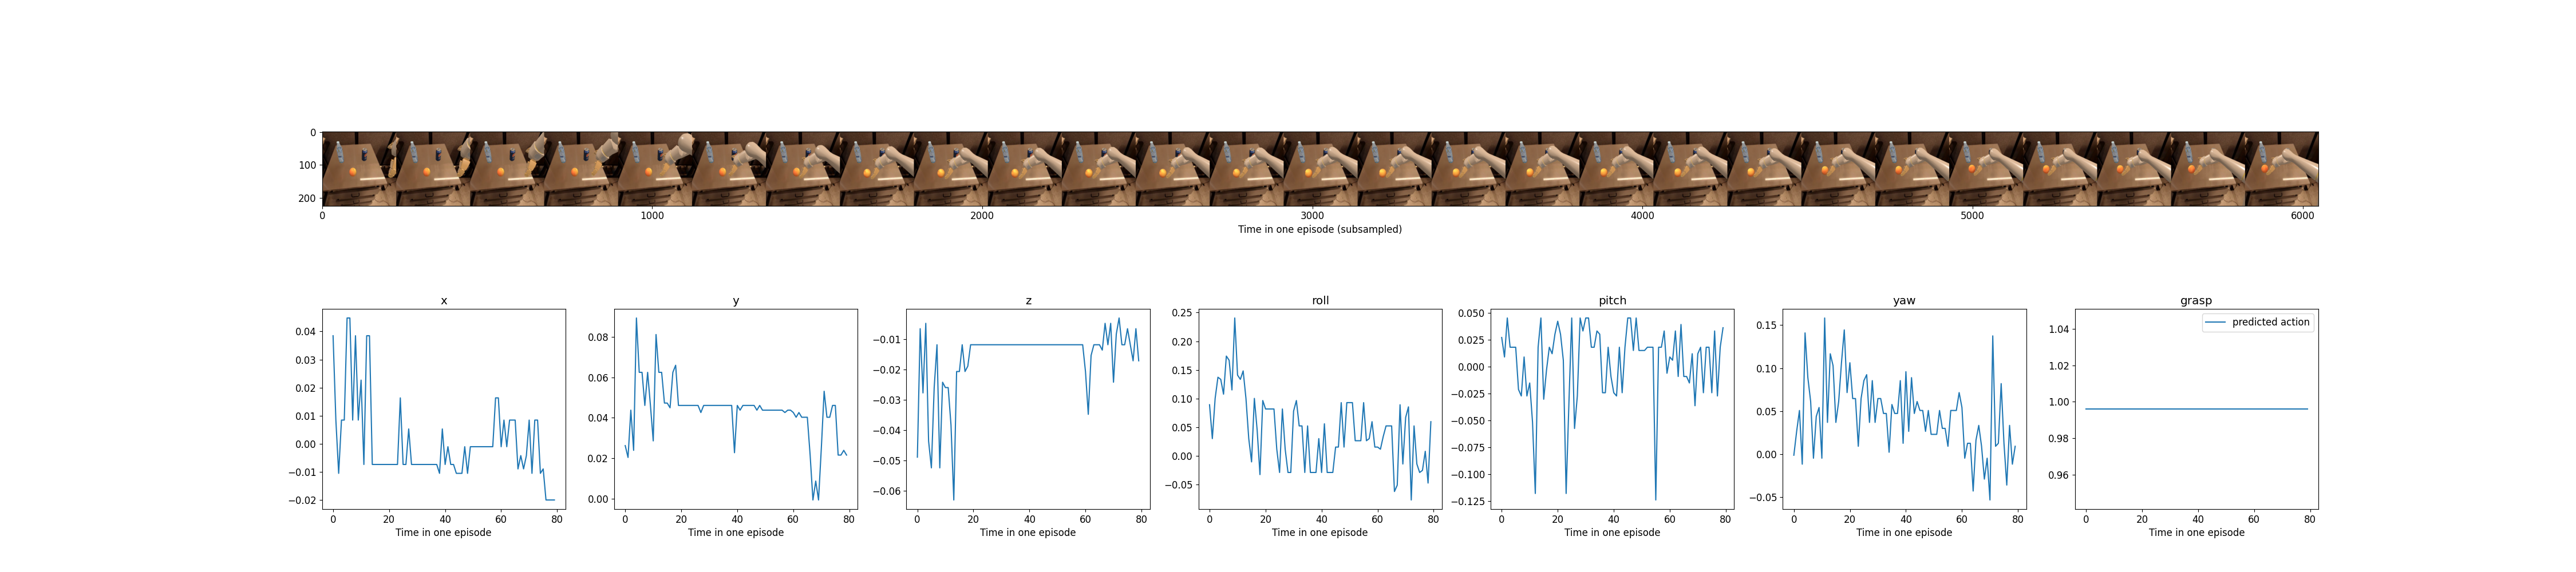 0
100
200
0 1000 2000 3000 4000 5000 6000
Time in one episode (subsampled)
x y z roll pitch yaw grasp
predicted action
0.04
0.03
0.02
0.01
0.00
−0.01
−0.02
0 20 40 60 80
Time in one episode
0.08
0.06
0.04
0.02
0.00
0 20 40 60 80
Time in one episode
−0.01
−0.02
−0.03
−0.04
−0.05
−0.06
0 20 40 60 80
Time in one episode
0.25
0.20
0.15
0.10
0.05
0.00
−0.05
0 20 40 60 80
Time in one episode
0.050
0.025
0.000
−0.025
−0.050
−0.075
−0.100
−0.125
0 20 40 60 80
Time in one episode
0.15
0.10
0.05
0.00
−0.05
0 20 40 60 80
Time in one episode
1.04
1.02
1.00
0.98
0.96
0 20 40 60 80
Time in one episode